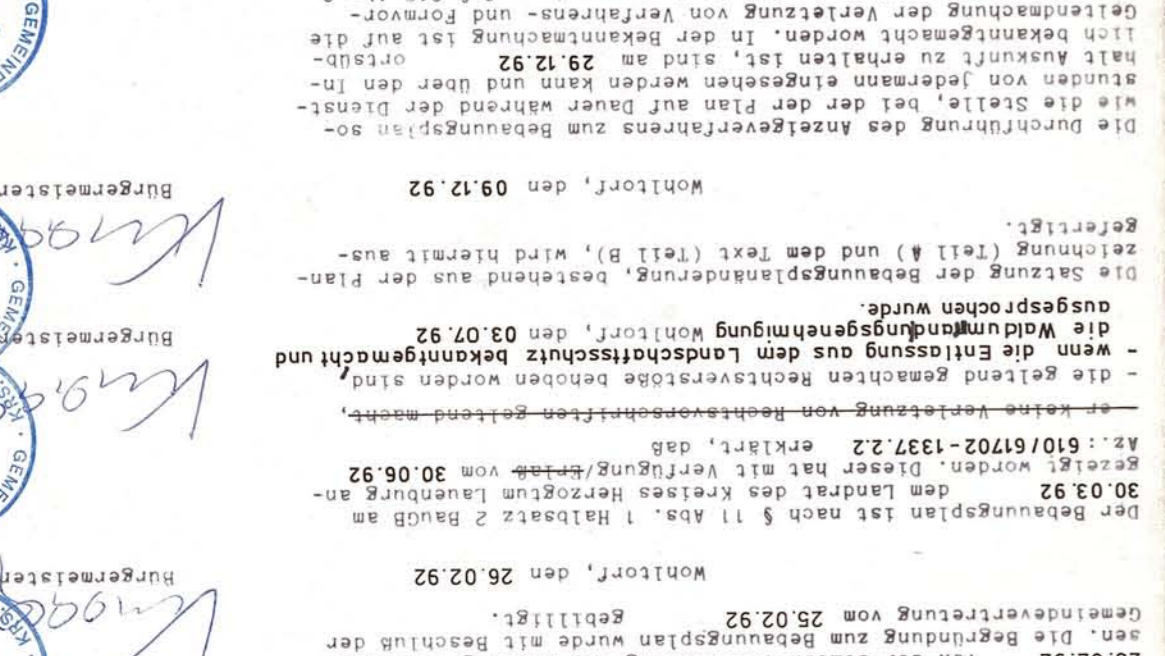 sen. Die Begründung zum Bebauungsplan wurde mit Beschluß der
Gemeindevertretung vom 25.02.92 gebilligt.
Wohltorf, den 26.02.92
Bürgermeister
Der Bebauungsplan ist nach § 11 Abs. 1 Halbsatz 2 BauGB am
30.03.92 dem Landrat des Kreises Herzogtum Lauenburg an-
gezeigt worden. Dieser hat mit Verfügung/Erlaß vom 30.06.92
Az.: 610/61702-1337.2.2 erklärt, daß
- er keine Verletzung von Rechtsvorschriften geltend macht,
- die geltend gemachten Rechtsverstöße behoben worden sind,
- wenn die Entlassung aus dem Landschaftsschutz bekanntgemacht und
die Waldumwandlungsgenehmigung Wohltorf, den 03.07.92
ausgesprochen wurde.
Bürgermeister
Die Satzung der Bebauungsplanänderung, bestehend aus der Plan-
zeichnung (Teil A) und dem Text (Teil B), wird hiermit aus-
gefertigt.
Wohltorf, den 09.12.92
Bürgermeister
Die Durchführung des Anzeigeverfahrens zum Bebauungsplan so-
wie die Stelle, bei der der Plan auf Dauer während der Dienst-
stunden von jedermann eingesehen werden kann und über den In-
halt Auskunft zu erhalten ist, sind am 29.12.92 ortsüb-
lich bekanntgemacht worden. In der Bekanntmachung ist auf die
Geltendmachung der Verletzung von Verfahrens- und Formvor-